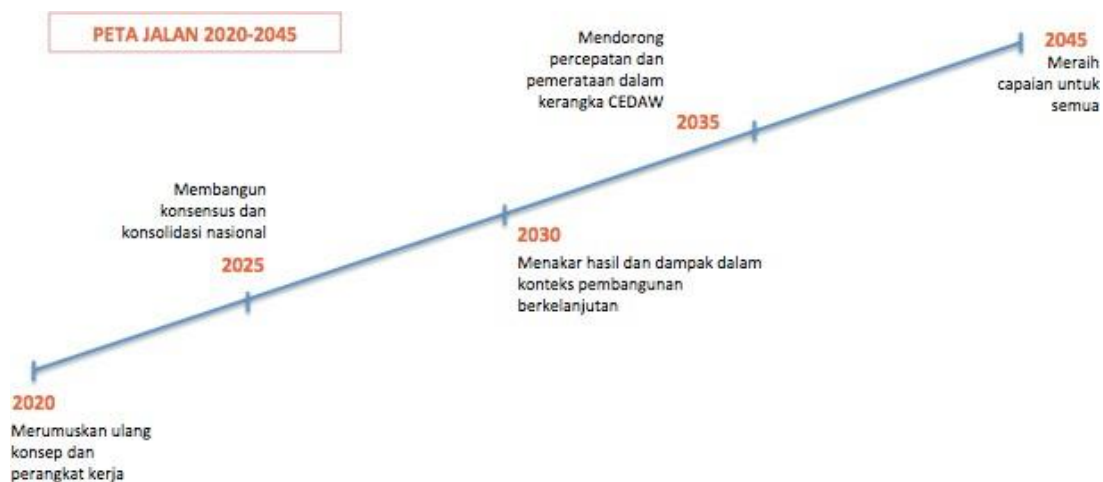 PETA JALAN 2020-2045
Mendorong
percepatan dan
pemerataan dalam
kerangka CEDAW
2035
2045
Meraih
capaian untuk
semua
Membangun
konsensus dan
konsolidasi nasional
2025
2030
Menakar hasil dan dampak dalam
konteks pembangunan
berkelanjutan
2020
Merumuskan ulang
konsep dan
perangkat kerja